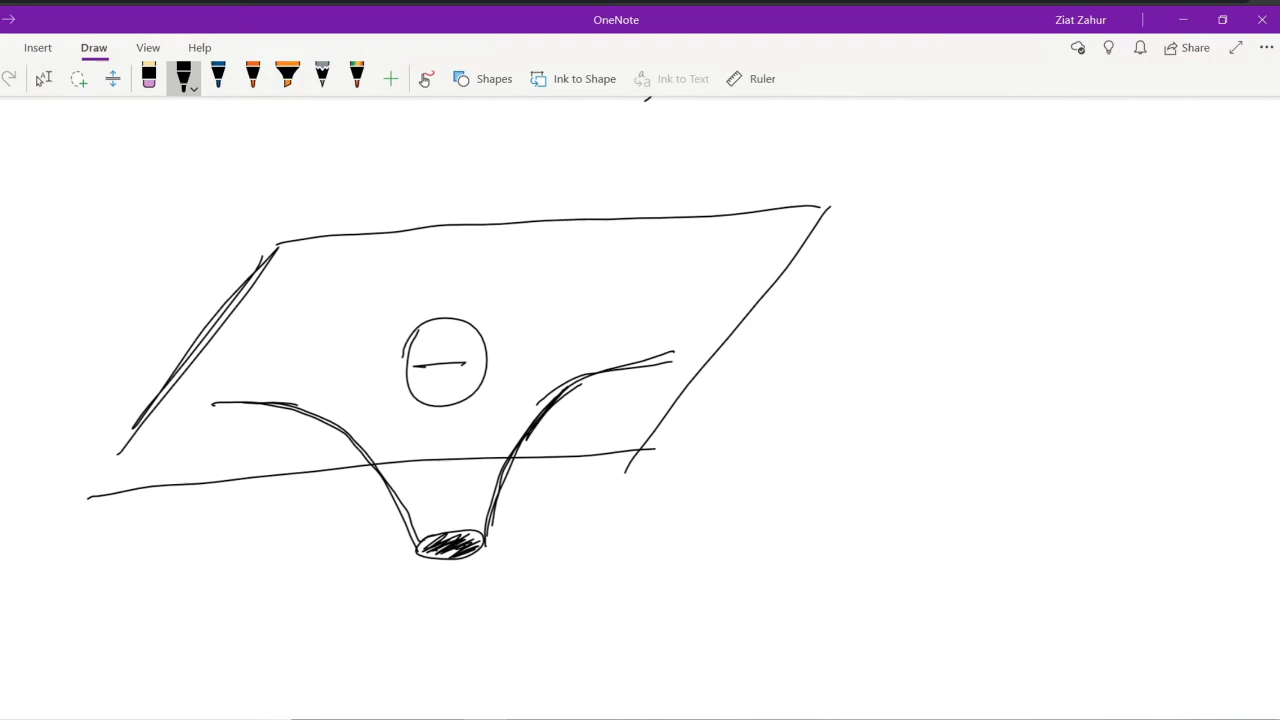 OneNote
Ziat Zahur
Insert Draw View Help
Share
Shapes
Ink to Shape
Ink to Text
Ruler